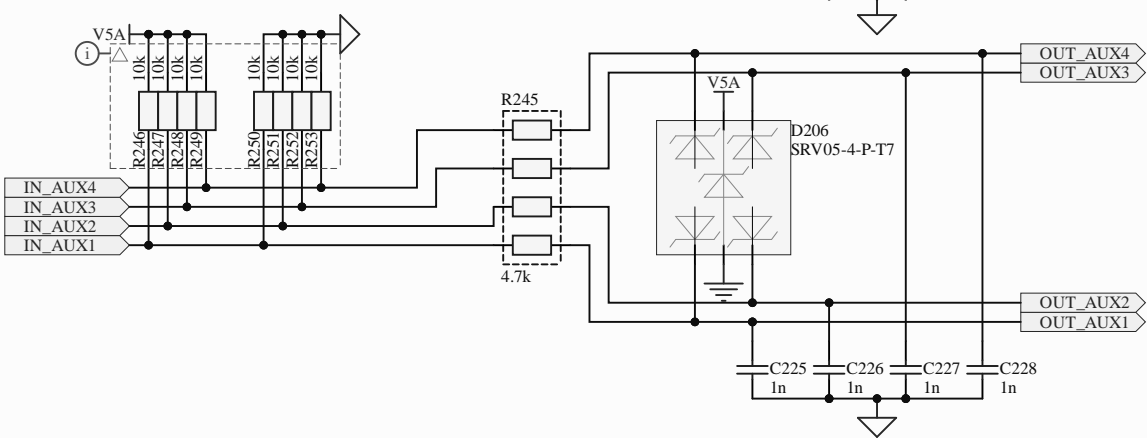 V5A
i
10k
10k
10k
10k
10k
10k
10k
10k
R246
R247
R248
R249
R250
R251
R252
R253
IN_AUX4
IN_AUX3
IN_AUX2
IN_AUX1
R245
4.7k
V5A
D206
SRV05-4-P-T7
OUT_AUX4
OUT_AUX3
OUT_AUX2
OUT_AUX1
C225
1n
C226
1n
C227
1n
C228
1n